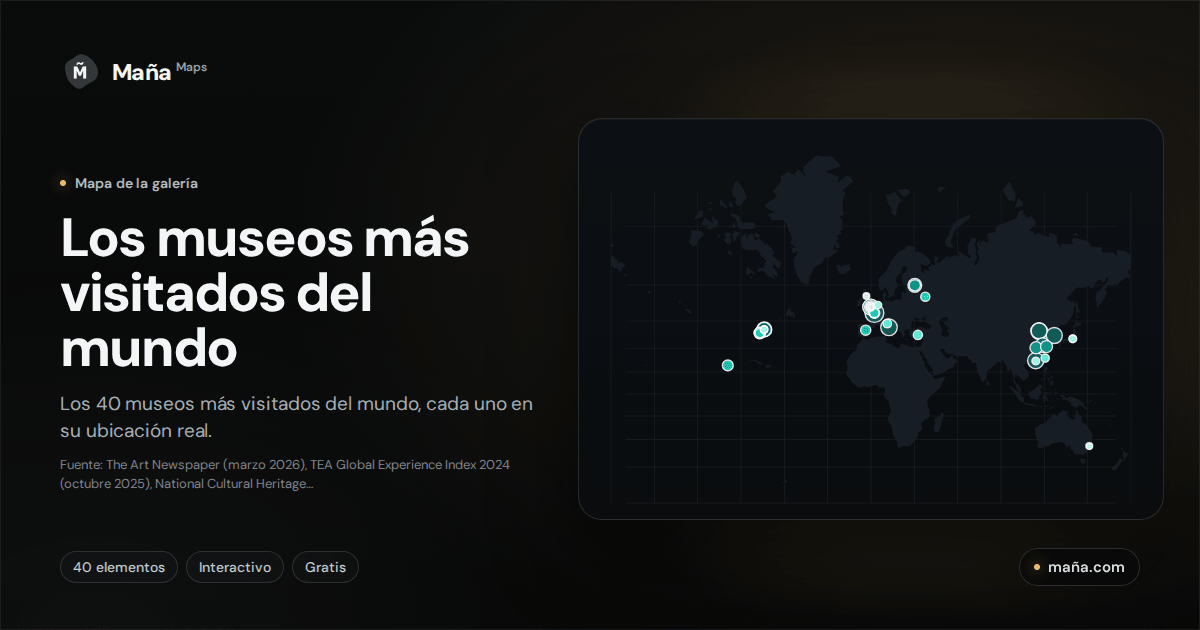 M̃
Maña Maps
Mapa de la galería
Los museos más
visitados del
mundo
Los 40 museos más visitados del mundo, cada uno en
su ubicación real.
Fuente: The Art Newspaper (marzo 2026), TEA Global Experience Index 2024
(octubre 2025), National Cultural Heritage...
40 elementos
Interactivo
Gratis
maña.com